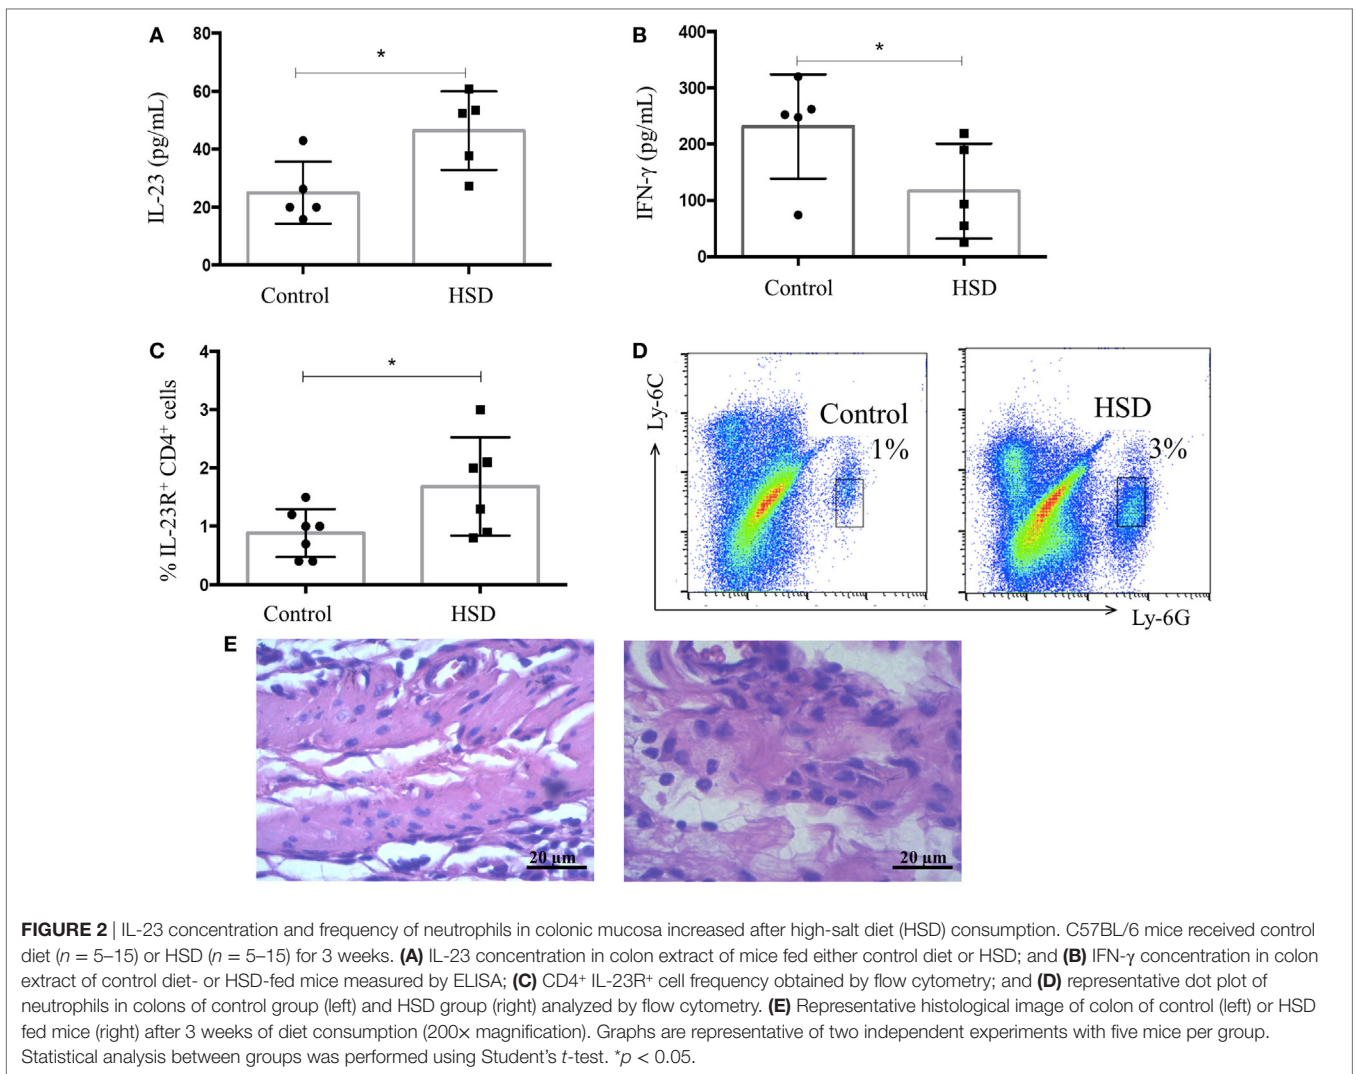 A
80
60
40
20
0
IL-23 (pg/mL)
*
Control
HSD
B
400
300
200
100
0
IFN-γ (pg/mL)
*
Control
HSD
C
4
3
2
1
0
% IL-23R⁺ CD4⁺ cells
*
Control
HSD
D
Ly-6C
Control
1%
HSD
3%
Ly-6G
E
20 µm
20 µm
FIGURE 2 | IL-23 concentration and frequency of neutrophils in colonic mucosa increased after high-salt diet (HSD) consumption. C57BL/6 mice received control
diet (n = 5–15) or HSD (n = 5–15) for 3 weeks. (A) IL-23 concentration in colon extract of mice fed either control diet or HSD; and (B) IFN-γ concentration in colon
extract of control diet- or HSD-fed mice measured by ELISA; (C) CD4⁺ IL-23R⁺ cell frequency obtained by flow cytometry; and (D) representative dot plot of
neutrophils in colons of control group (left) and HSD group (right) analyzed by flow cytometry. (E) Representative histological image of colon of control (left) or HSD
fed mice (right) after 3 weeks of diet consumption (200× magnification). Graphs are representative of two independent experiments with five mice per group.
Statistical analysis between groups was performed using Student's t-test. *p < 0.05.